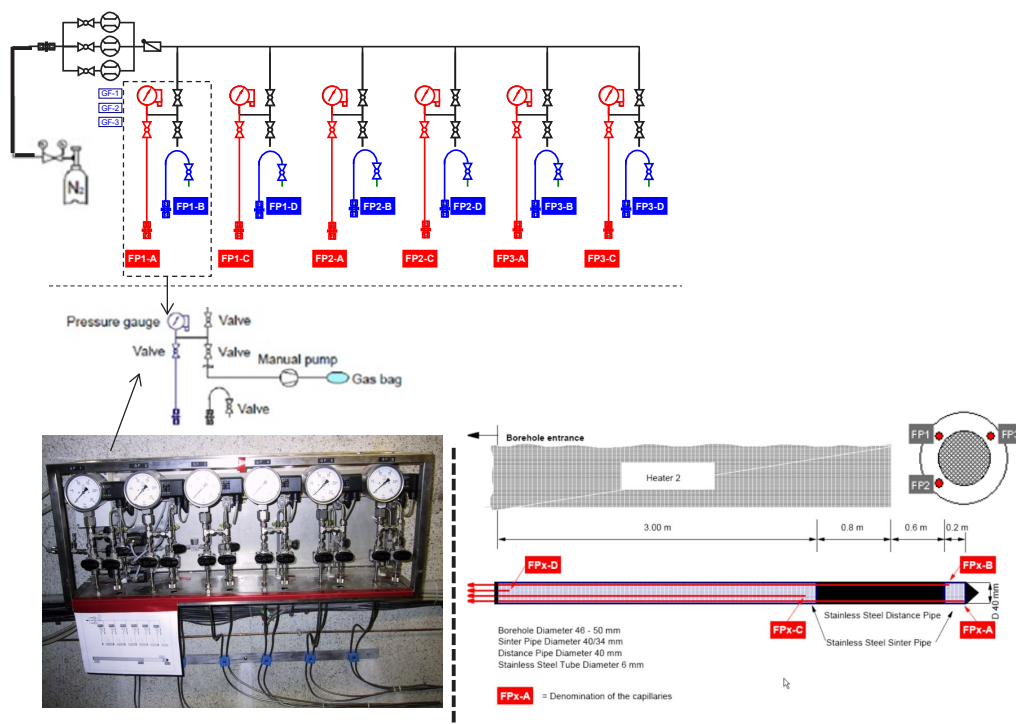 GF-1
GF-2
GF-3
N₂
FP1-B
FP1-D
FP2-B
FP2-D
FP3-B
FP3-D
FP1-A
FP1-C
FP2-A
FP2-C
FP3-A
FP3-C
Pressure gauge
Valve
Valve
Valve
Manual pump
Gas bag
Valve
Borehole entrance
Heater 2
FP1
FP3
FP2
3.00 m
0.8 m
0.6 m
0.2 m
FPx-D
FPx-B
D 40 mm
FPx-C
FPx-A
Stainless Steel Distance Pipe
Stainless Steel Sinter Pipe
Borehole Diameter 46 - 50 mm
Sinter Pipe Diameter 40/34 mm
Distance Pipe Diameter 40 mm
Stainless Steel Tube Diameter 6 mm
FPx-A = Denomination of the capillaries